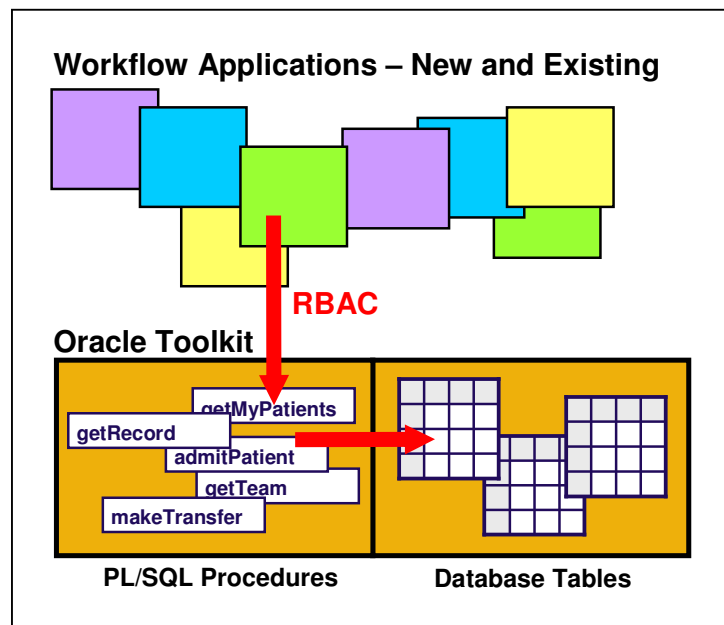 Workflow Applications – New and Existing
RBAC
Oracle Toolkit
getMyPatients
getRecord
admitPatient
getTeam
makeTransfer
PL/SQL Procedures
Database Tables